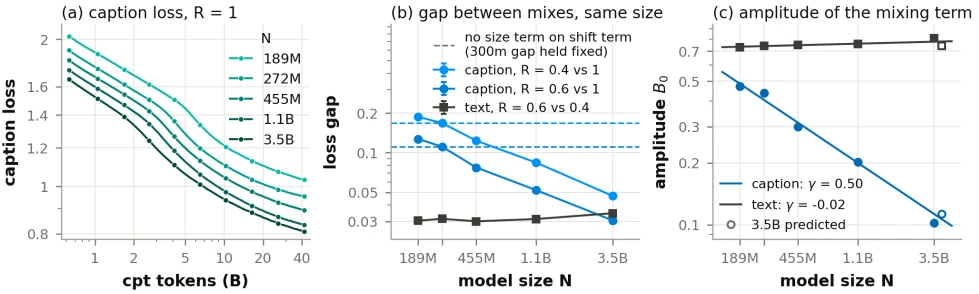 (a) caption loss, R = 1
caption loss
2
1.6
1.4
1.2
1
0.8
N
189M
272M
455M
1.1B
3.5B
1
2
5
10
20
40
cpt tokens (B)
(b) gap between mixes, same size
loss gap
0.2
0.1
0.05
0.03
no size term on shift term
(300m gap held fixed)
caption, R = 0.4 vs 1
caption, R = 0.6 vs 1
text, R = 0.6 vs 0.4
189M
455M
1.1B
3.5B
model size N
(c) amplitude of the mixing term
amplitude B₀
0.7
0.5
0.3
0.2
0.1
caption: γ = 0.50
text: γ = -0.02
3.5B predicted
189M
455M
1.1B
3.5B
model size N